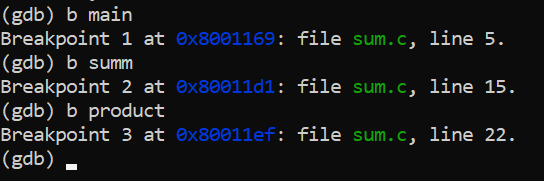 (gdb) b main
Breakpoint 1 at 0x8001169: file sum.c, line 5.
(gdb) b summ
Breakpoint 2 at 0x80011d1: file sum.c, line 15.
(gdb) b product
Breakpoint 3 at 0x80011ef: file sum.c, line 22.
(gdb)